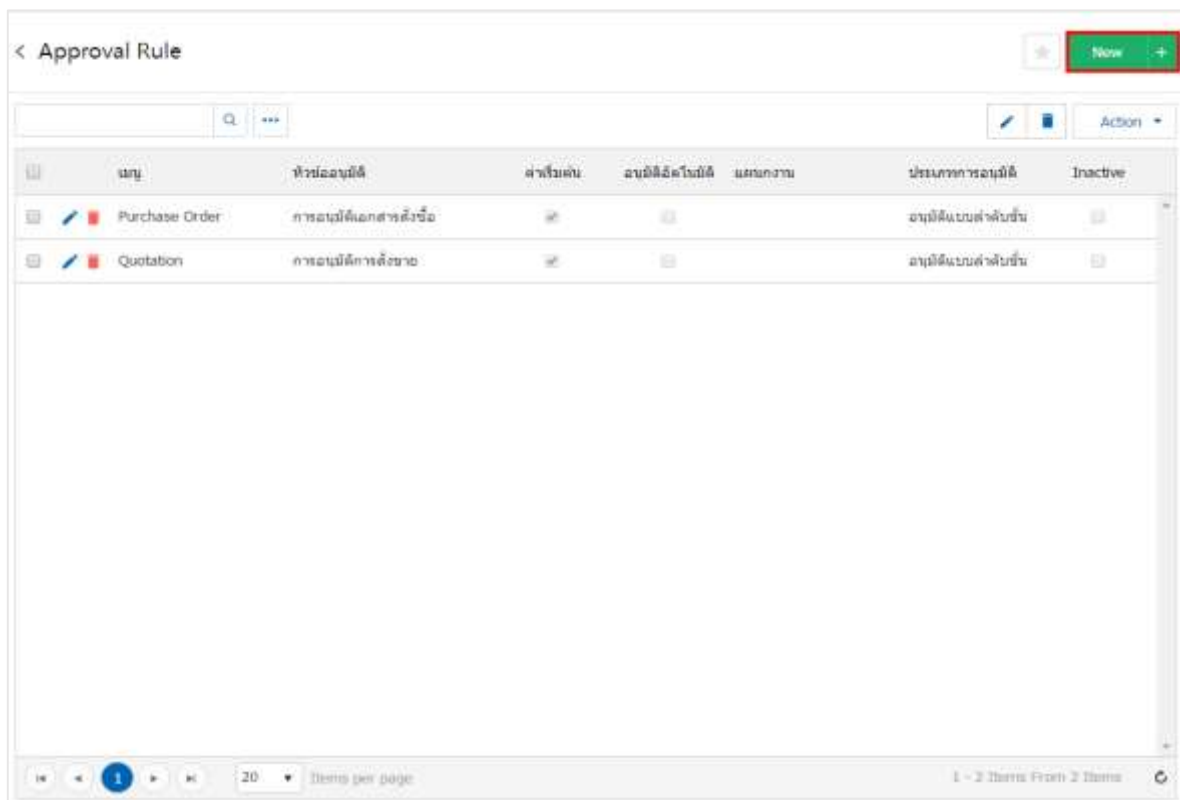 < Approval Rule
New +
Action
เมนู หัวข้ออนุมัติ ค่าเริ่มต้น อนุมัติอัตโนมัติ แผนกงาน ประเภทการอนุมัติ Inactive
Purchase Order การอนุมัติเอกสารสั่งซื้อ อนุมัติแบบลำดับขั้น
Quotation การอนุมัติการสั่งขาย อนุมัติแบบลำดับขั้น
1 20 Items per page 1 - 2 Items From 2 Items